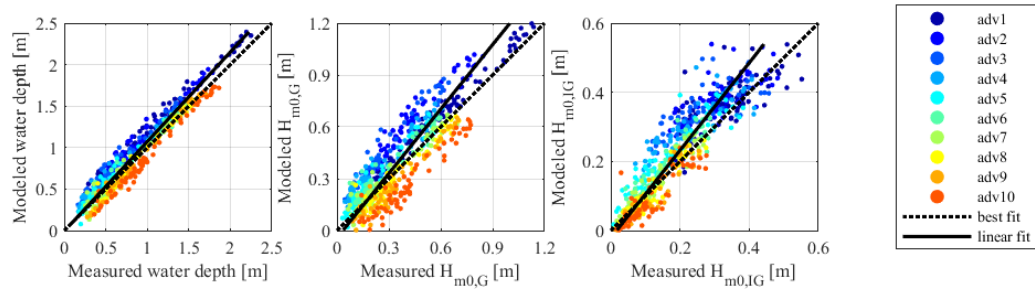 2.5
2
1.5
1
0.5
0
0 0.5 1 1.5 2 2.5
Modeled water depth [m]
Measured water depth [m]
1.2
0.9
0.6
0.3
0
0 0.3 0.6 0.9 1.2
Modeled H_m0,G [m]
Measured H_m0,G [m]
0.6
0.4
0.2
0
0 0.2 0.4 0.6
Modeled H_m0,IG [m]
Measured H_m0,IG [m]
adv1
adv2
adv3
adv4
adv5
adv6
adv7
adv8
adv9
adv10
best fit
linear fit